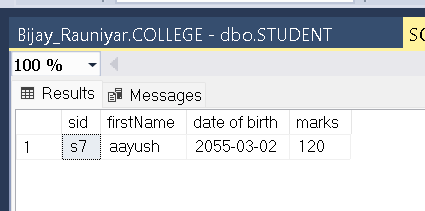 Bijay_Rauniyar.COLLEGE - dbo.STUDENT
100 %
Results Messages
sid firstName date of birth marks
1 s7 aayush 2055-03-02 120